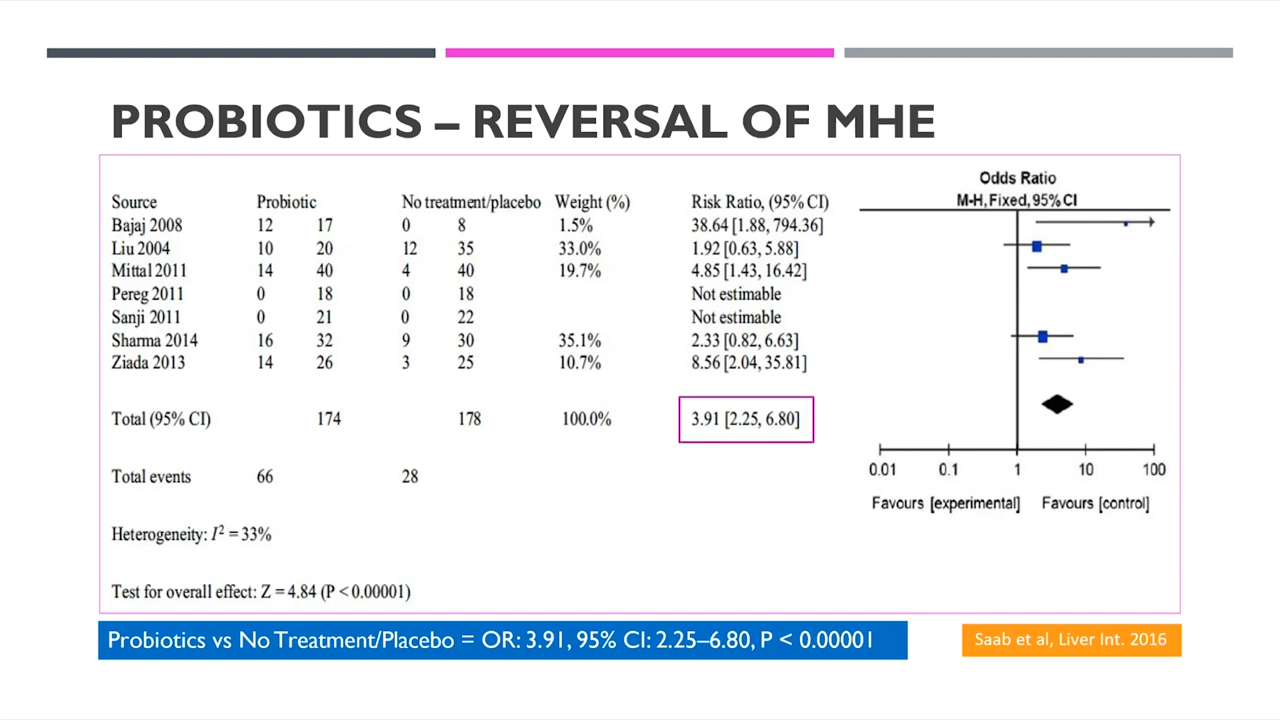 PROBIOTICS – REVERSAL OF MHE
Odds Ratio
Source Probiotic No treatment/placebo Weight (%) Risk Ratio, (95% CI) M-H, Fixed, 95% CI
Bajaj 2008 12 17 0 8 1.5% 38.64 [1.88, 794.36]
Liu 2004 10 20 12 35 33.0% 1.92 [0.63, 5.88]
Mittal 2011 14 40 4 40 19.7% 4.85 [1.43, 16.42]
Pereg 2011 0 18 0 18 Not estimable
Sanji 2011 0 21 0 22 Not estimable
Sharma 2014 16 32 9 30 35.1% 2.33 [0.82, 6.63]
Ziada 2013 14 26 3 25 10.7% 8.56 [2.04, 35.81]
Total (95% CI) 174 178 100.0% 3.91 [2.25, 6.80]
0.01 0.1 1 10 100
Total events 66 28
Favours [experimental] Favours [control]
Heterogeneity: I² = 33%
Test for overall effect: Z = 4.84 (P < 0.00001)
Probiotics vs No Treatment/Placebo = OR: 3.91, 95% CI: 2.25–6.80, P < 0.00001
Saab et al, Liver Int. 2016